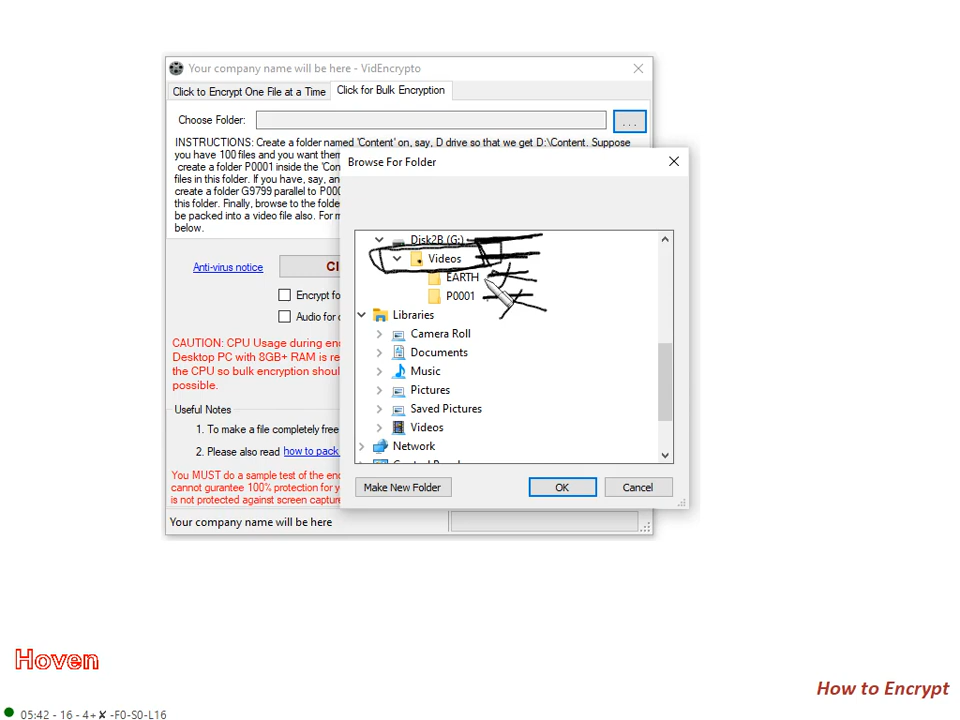 Your company name will be here - VidEncrypto
Click to Encrypt One File at a Time
Click for Bulk Encryption
Choose Folder:
...
INSTRUCTIONS: Create a folder named 'Content' on, say, D drive so that we get D:\Content. Suppose
you have 100 files and you want them
create a folder P0001 inside the 'Con
files in this folder. If you have, say, an
create a folder G9799 parallel to P00
this folder. Finally, browse to the folde
be packed into a video file also. For m
below.
Browse For Folder
Disk2B (G:)
Videos
EARTH
P0001
Libraries
Camera Roll
Documents
Music
Pictures
Saved Pictures
Videos
Network
Make New Folder
OK
Cancel
Anti-virus notice
Cl
Encrypt fo
Audio for
CAUTION: CPU Usage during en
Desktop PC with 8GB+ RAM is re
the CPU so bulk encryption shoul
possible.
Useful Notes
1. To make a file completely free
2. Please also read how to pack
You MUST do a sample test of the en
cannot gurantee 100% protection for y
is not protected against screen captur
Your company name will be here
Hoven
How to Encrypt
05:42 - 16 - 4+✘ -F0-S0-L16